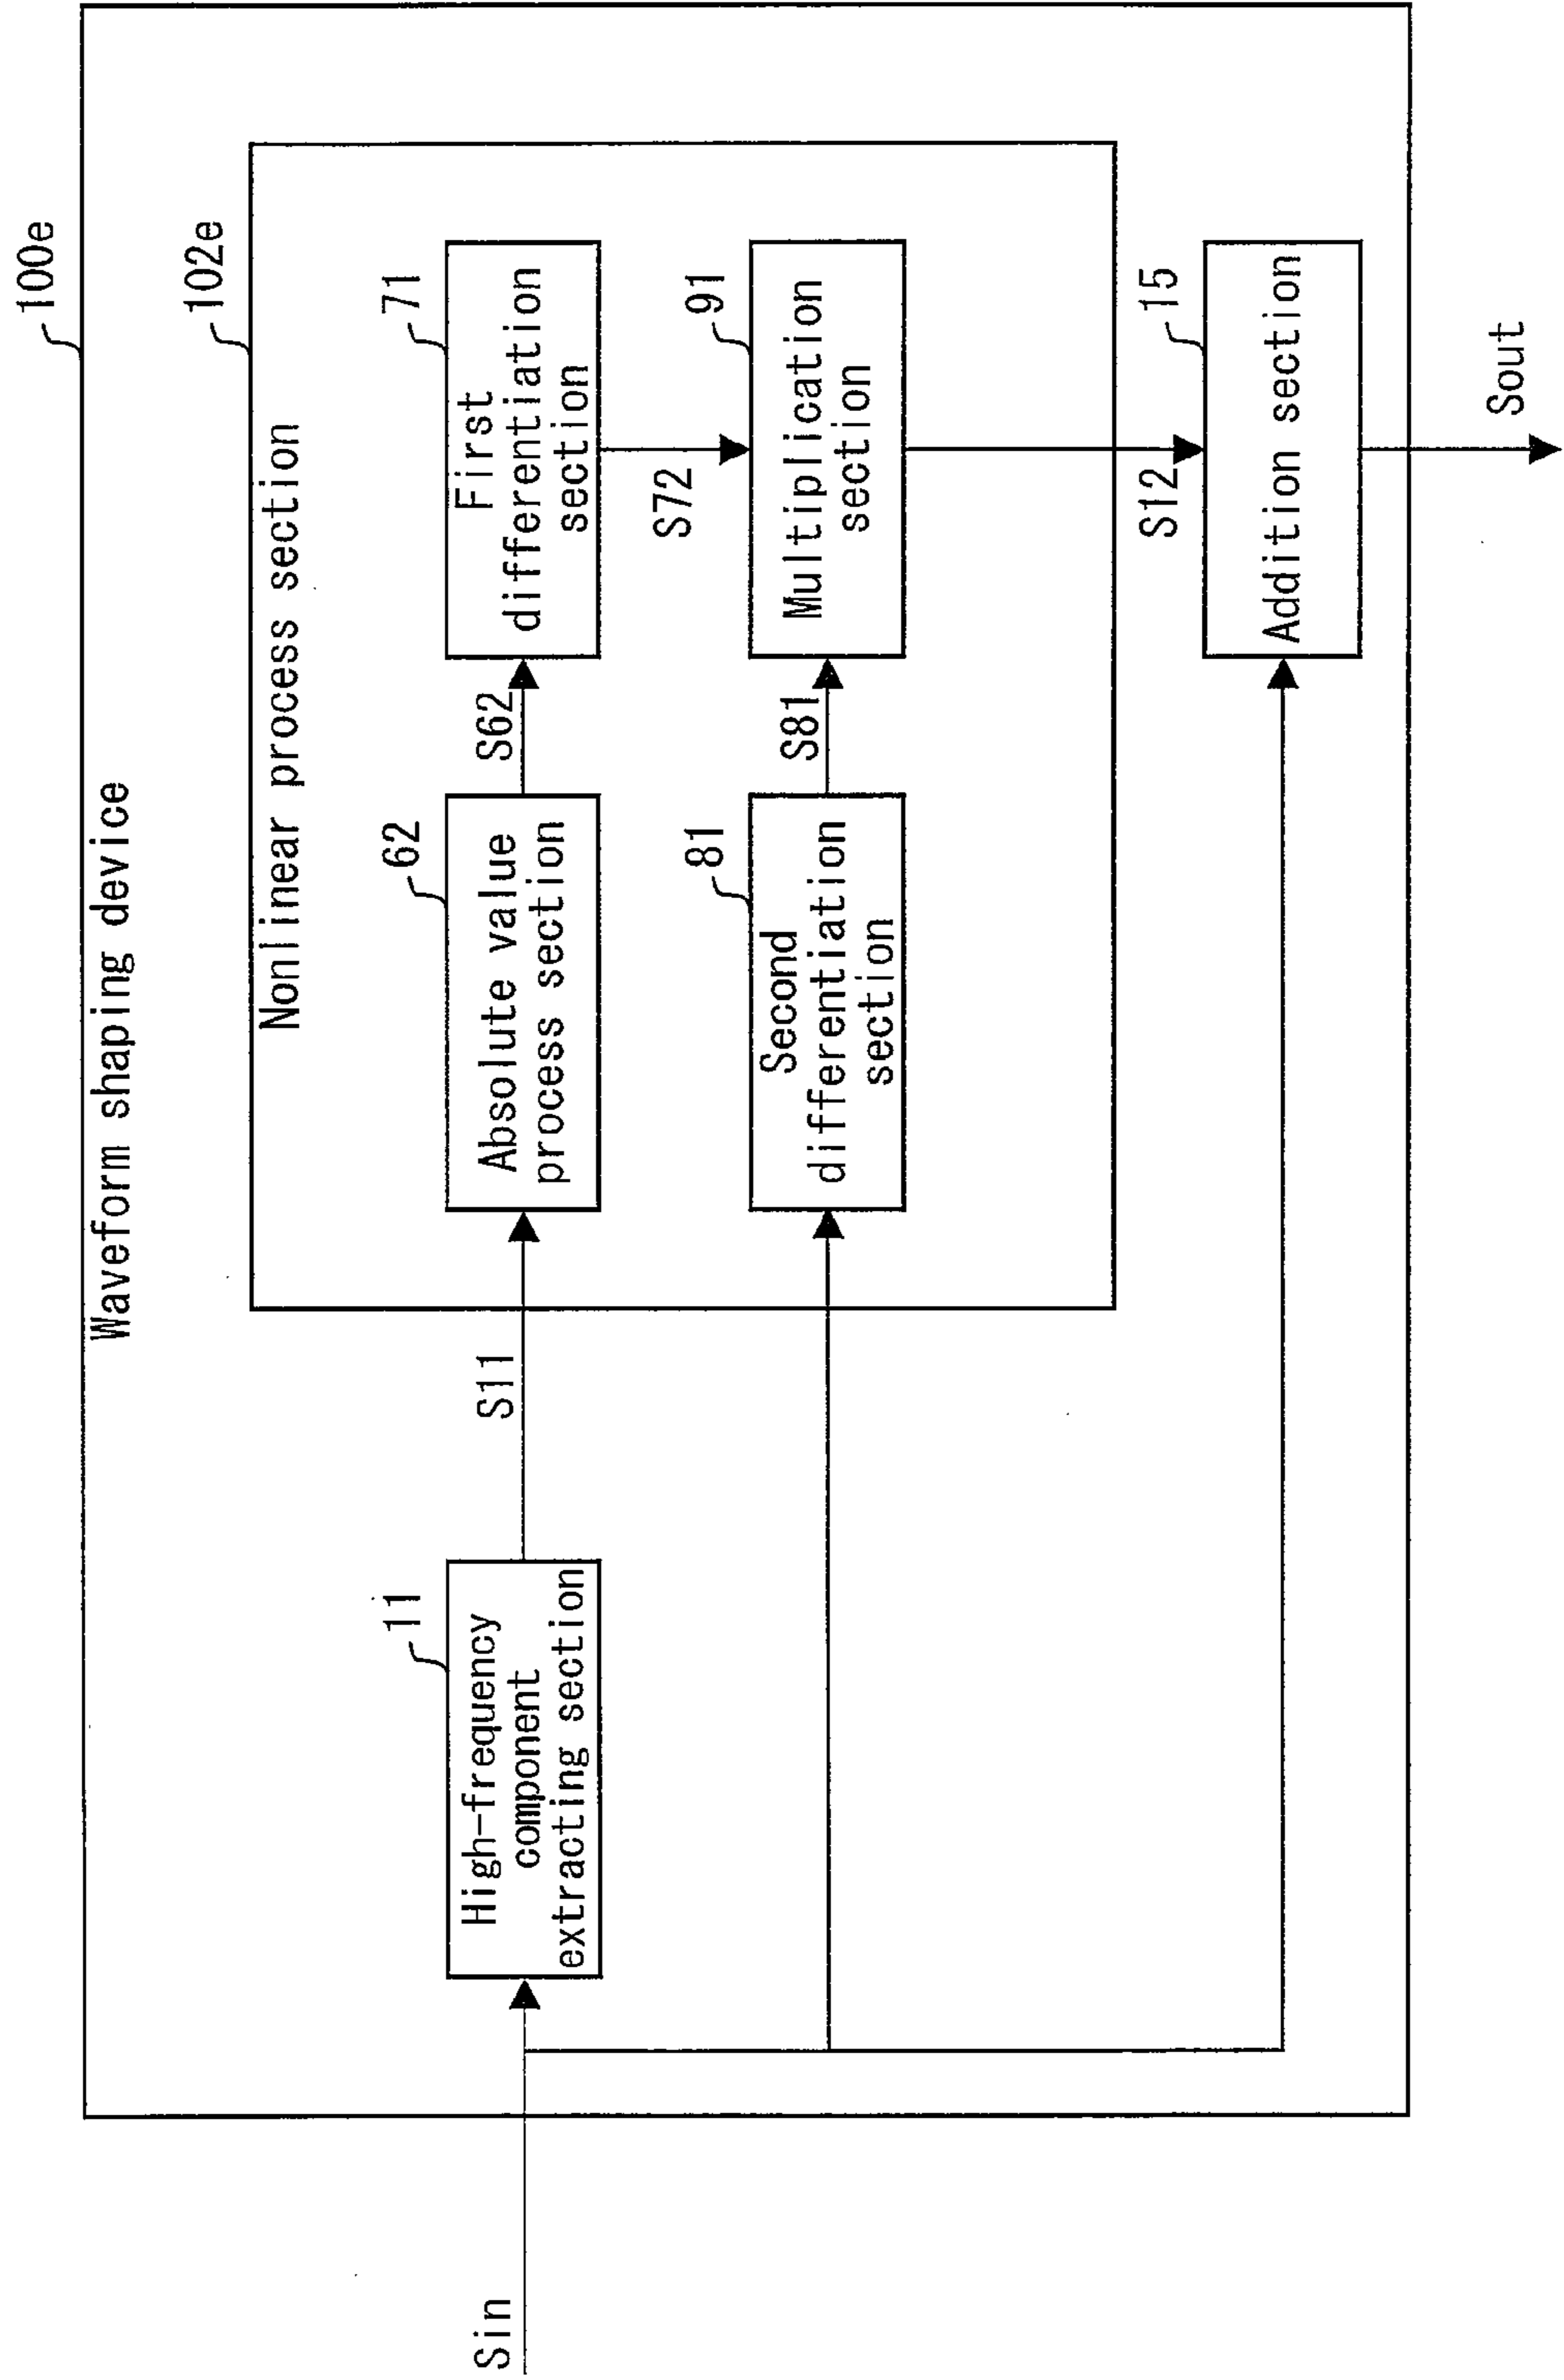 100e
Waveform shaping device
102e
Nonlinear process section
11
High-frequency
component
extracting section
62
Absolute value
process section
71
First
differentiation
section
Sin
S11
S62
S72
81
Second
differentiation
section
91
Multiplication
section
S81
S12
15
Addition section
Sout